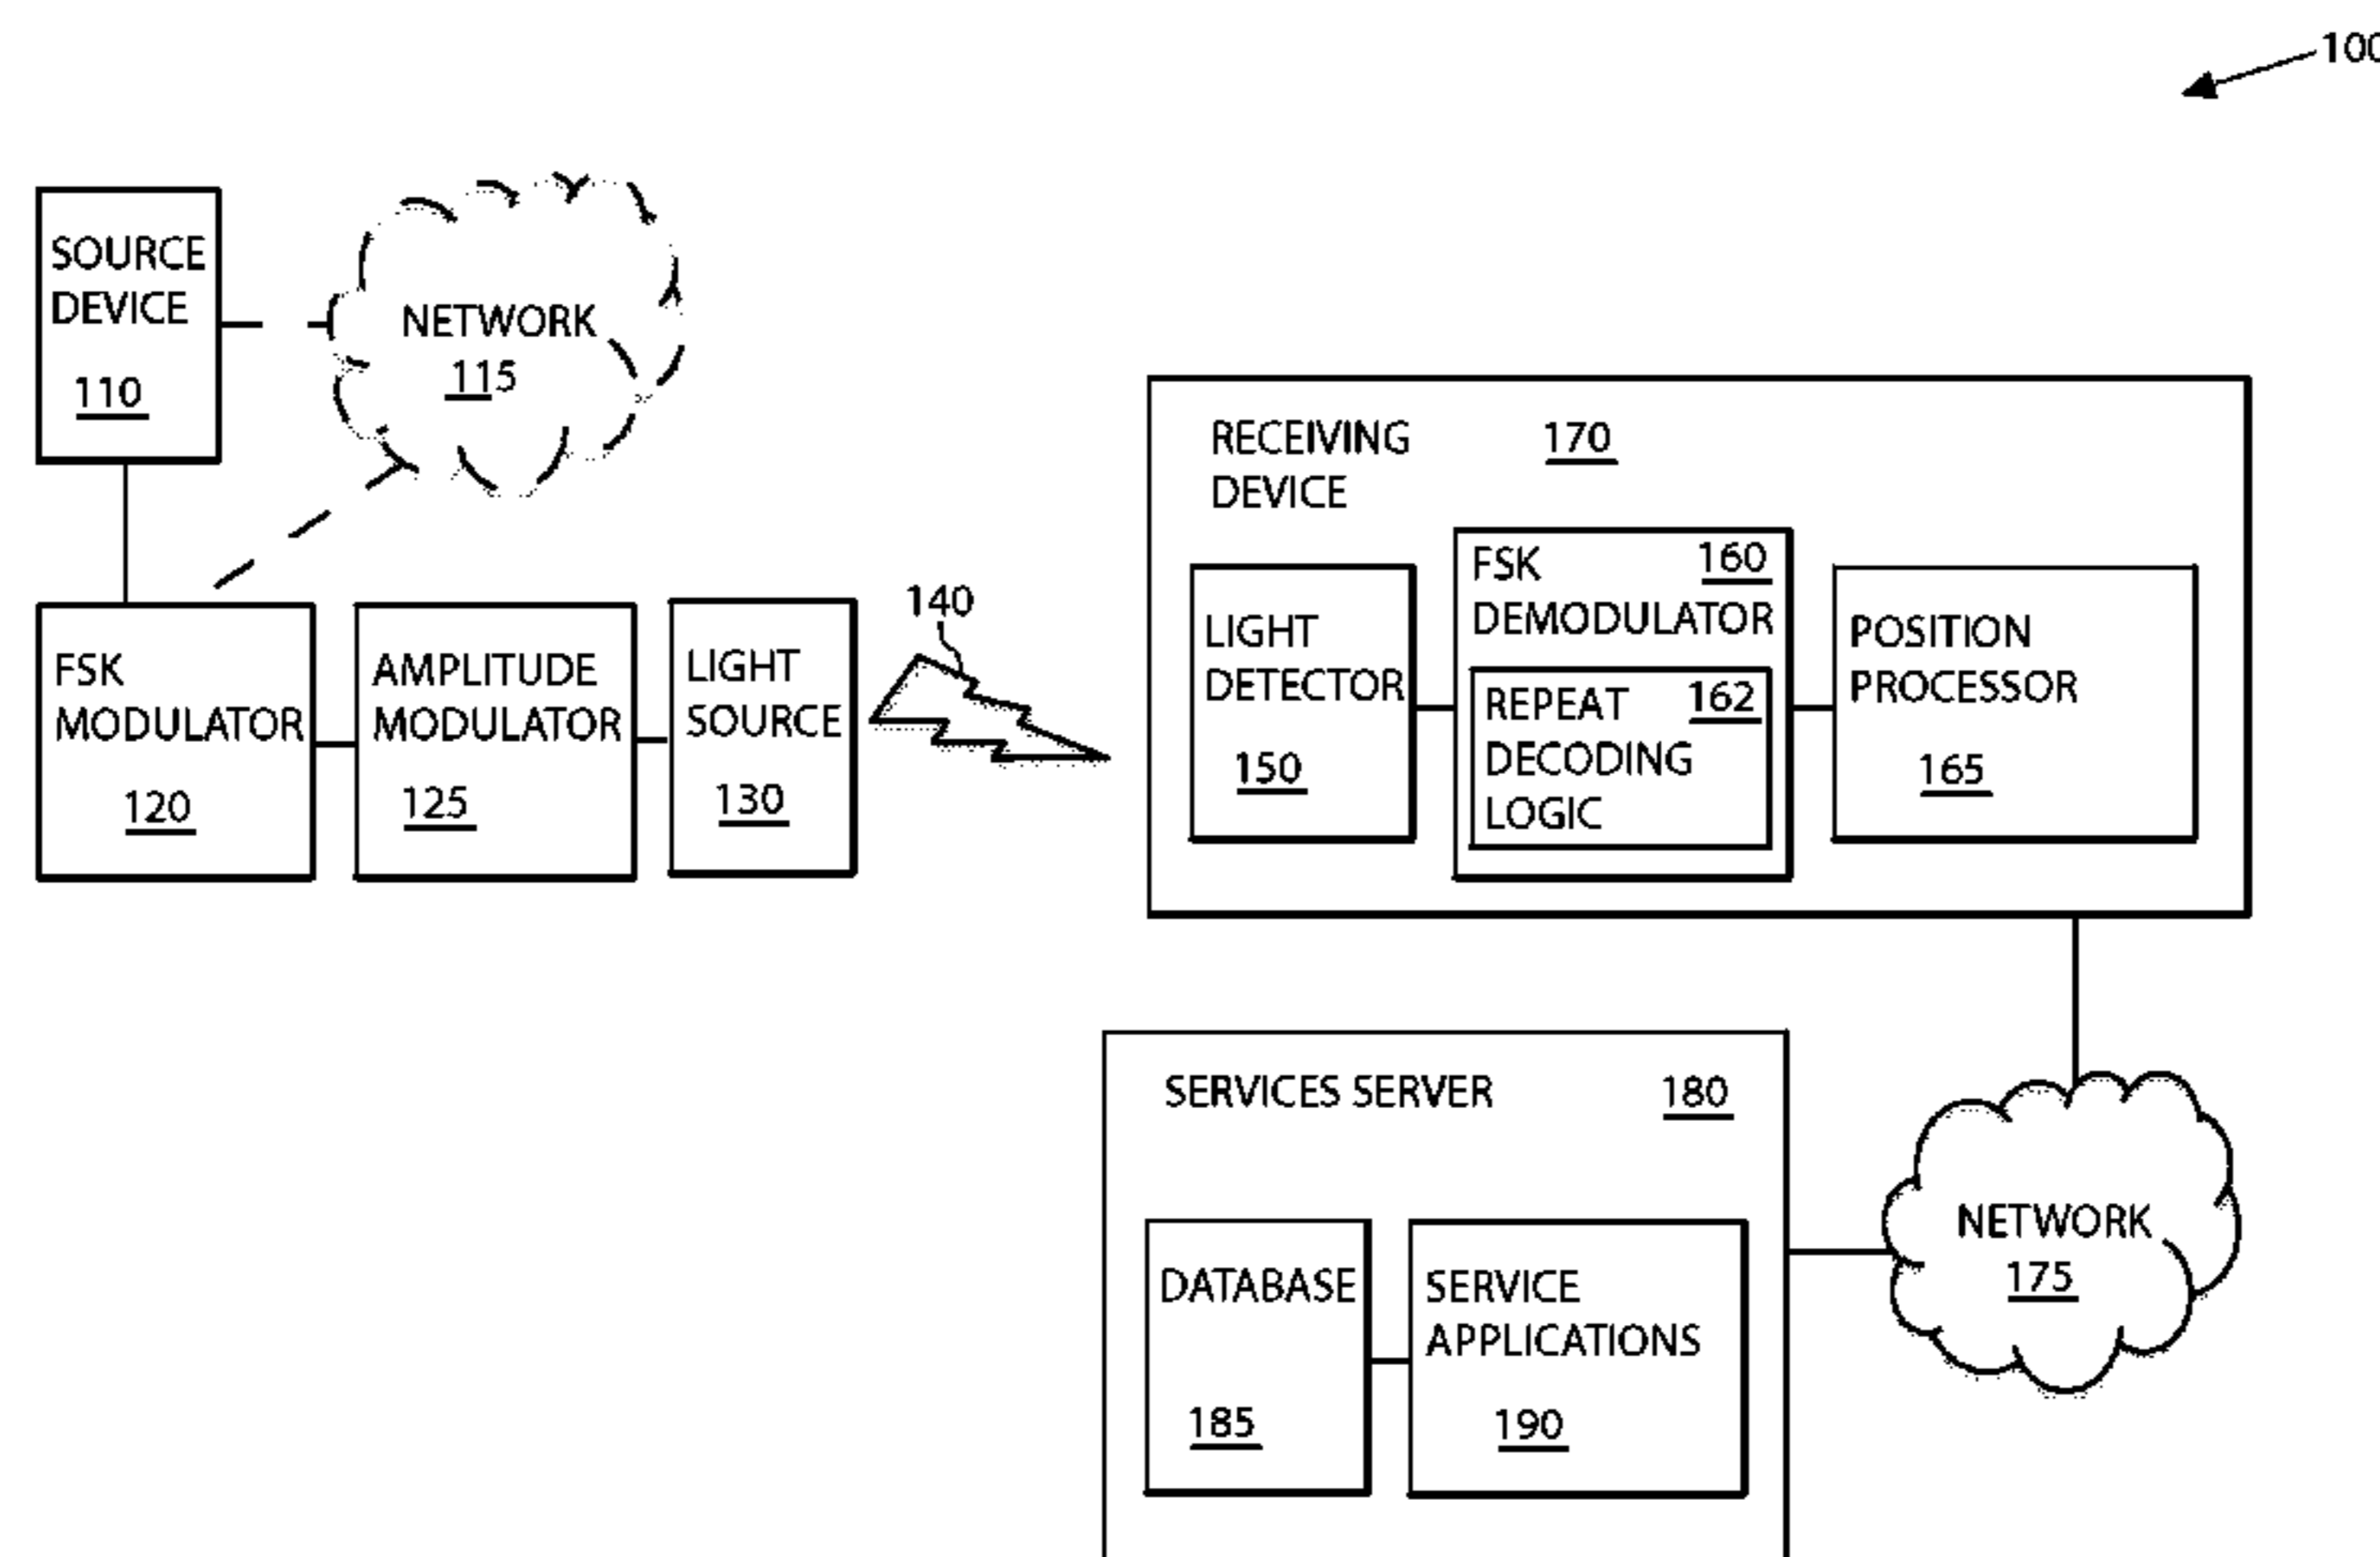 100
SOURCE
DEVICE
110
NETWORK
115
FSK
MODULATOR
120
AMPLITUDE
MODULATOR
125
LIGHT
SOURCE
130
140
RECEIVING
DEVICE
170
LIGHT
DETECTOR
150
FSK
DEMODULATOR
160
REPEAT
DECODING
LOGIC
162
POSITION
PROCESSOR
165
SERVICES SERVER
180
DATABASE
185
SERVICE
APPLICATIONS
190
NETWORK
175